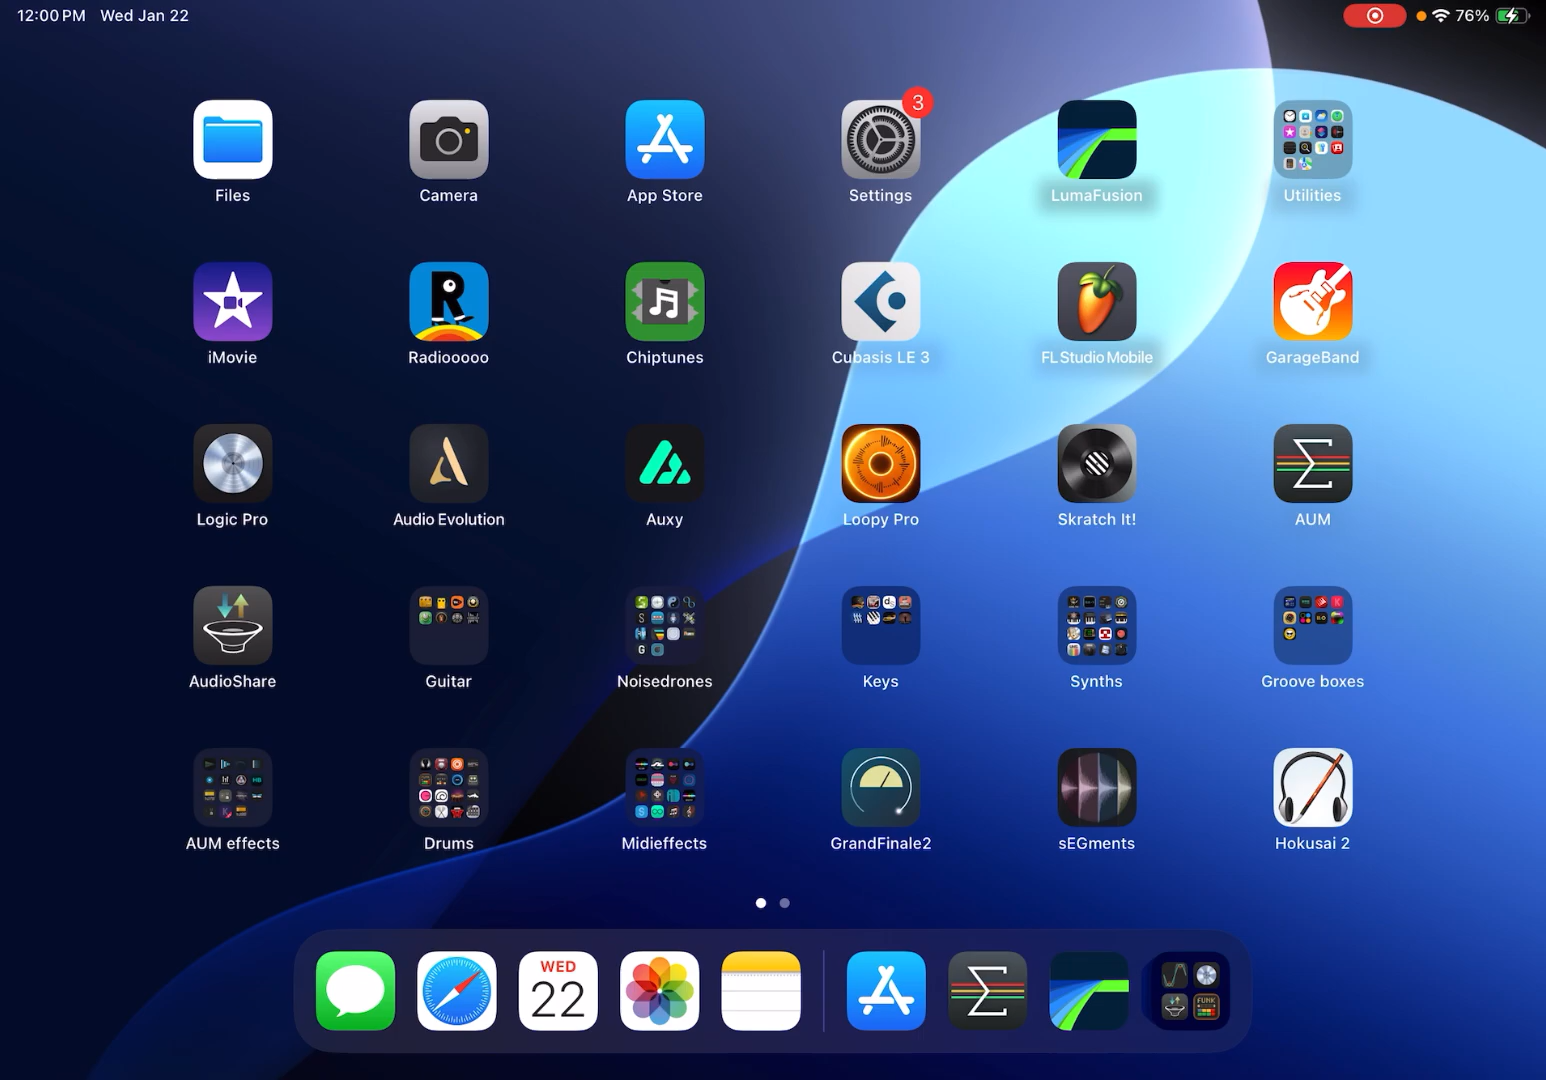 12:00 PM Wed Jan 22
76%
3
Files
Camera
App Store
Settings
LumaFusion
Utilities
R
iMovie
Radiooooo
Chiptunes
Cubasis LE 3
FL Studio Mobile
GarageBand
Logic Pro
Audio Evolution
Auxy
Loopy Pro
Skratch It!
AUM
AudioShare
Guitar
Noisedrones
Keys
Synths
Groove boxes
AUM effects
Drums
Midieffects
GrandFinale2
sEGments
Hokusai 2
WED
22
FUNK